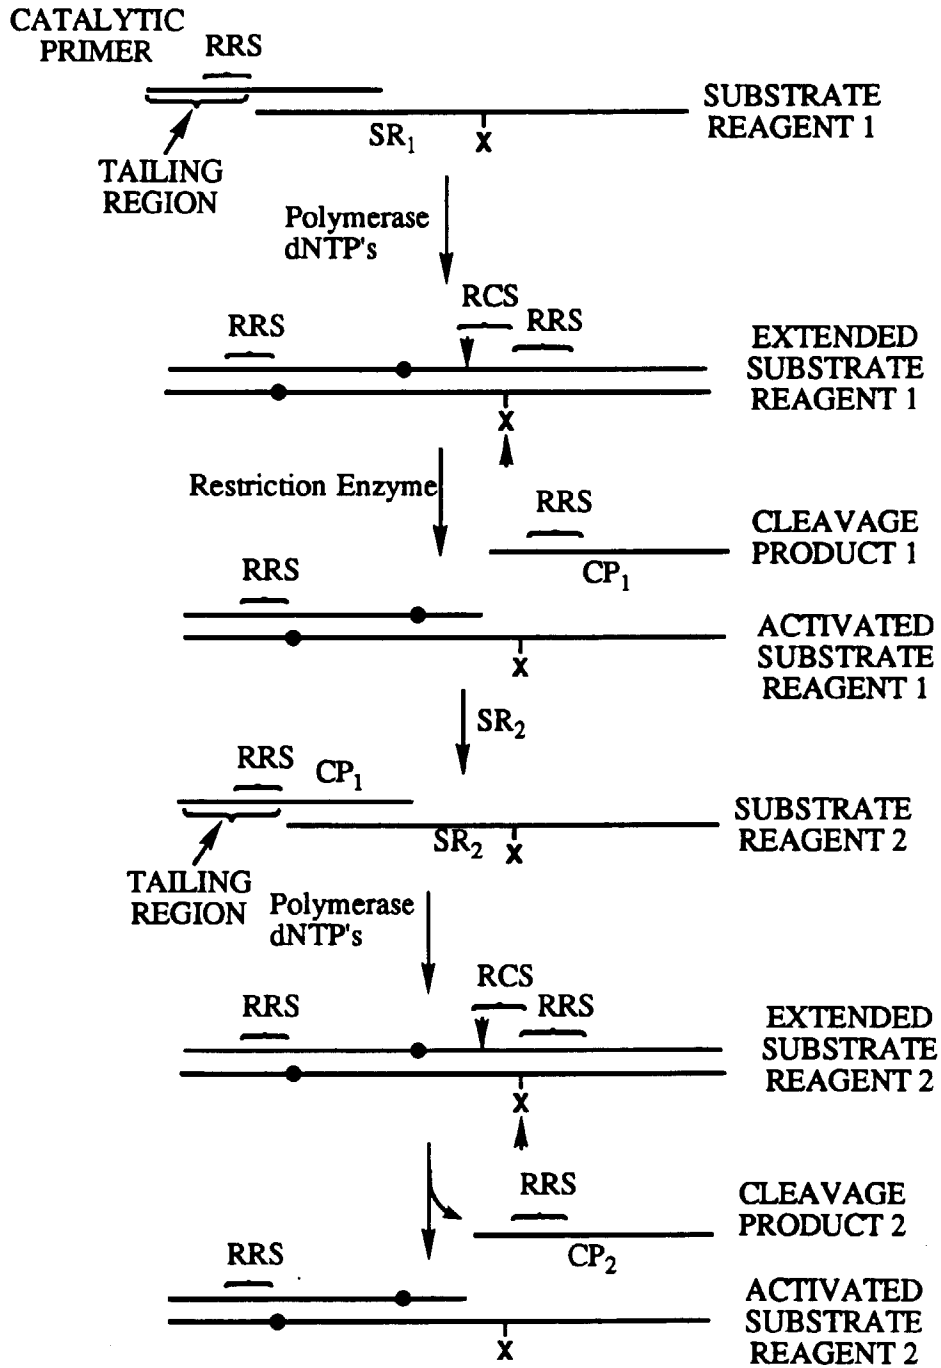 CATALYTIC
PRIMER
RRS
SUBSTRATE
REAGENT 1
SR₁
X
TAILING
REGION
Polymerase
dNTP's
RCS
RRS
RRS
EXTENDED
SUBSTRATE
REAGENT 1
X
Restriction Enzyme
RRS
CLEAVAGE
PRODUCT 1
CP₁
RRS
ACTIVATED
SUBSTRATE
REAGENT 1
X
SR₂
RRS
CP₁
SUBSTRATE
REAGENT 2
SR₂
X
TAILING
REGION
Polymerase
dNTP's
RCS
RRS
RRS
EXTENDED
SUBSTRATE
REAGENT 2
X
RRS
CLEAVAGE
PRODUCT 2
CP₂
RRS
ACTIVATED
SUBSTRATE
REAGENT 2
X